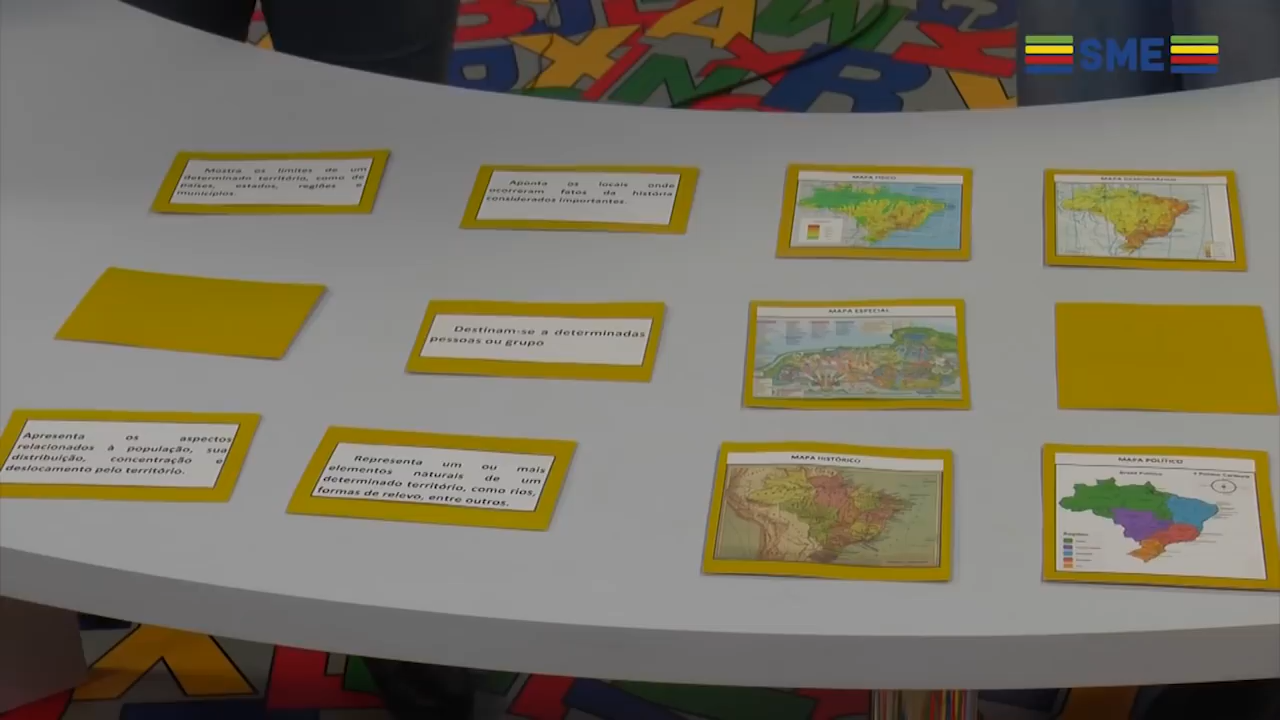 SME
Mostra os limites de um
determinado território, como de
países, estados, regiões e
municípios.
Aponta os locais onde
ocorreram fatos da história
considerados importantes.
MAPA FÍSICO
MAPA DEMOGRÁFICO
Destinam-se a determinadas
pessoas ou grupo
MAPA ESPECIAL
Apresenta os aspectos
relacionados à população, sua
distribuição, concentração e
deslocamento pelo território.
Representa um ou mais
elementos naturais de um
determinado território, como rios,
formas de relevo, entre outros.
MAPA HISTÓRICO
MAPA POLÍTICO
Brasil Político